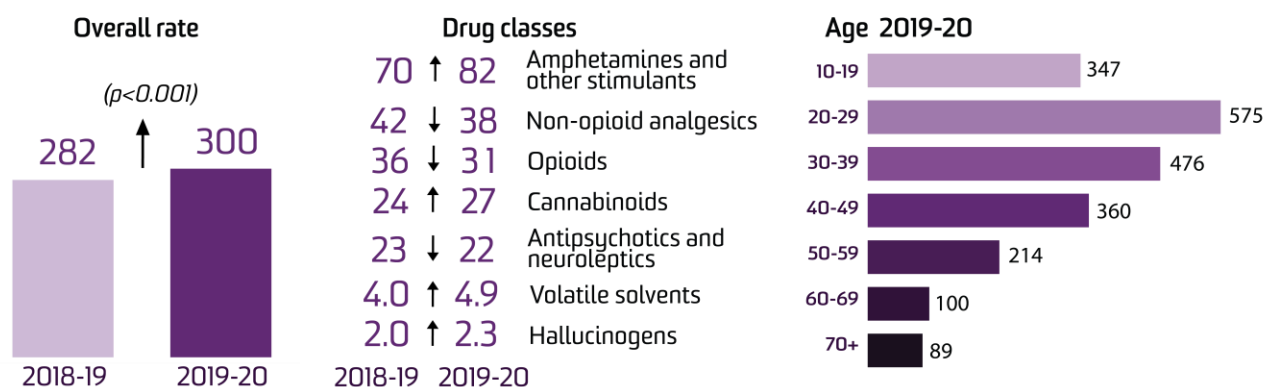 Overall rate
(p<0.001)
282
300
2018-19
2019-20
Drug classes
70 ↑ 82 Amphetamines and
other stimulants
42 ↓ 38 Non-opioid analgesics
36 ↓ 31 Opioids
24 ↑ 27 Cannabinoids
23 ↓ 22 Antipsychotics and
neuroleptics
4.0 ↑ 4.9 Volatile solvents
2.0 ↑ 2.3 Hallucinogens
2018-19 2019-20
Age 2019-20
10-19 347
20-29 575
30-39 476
40-49 360
50-59 214
60-69 100
70+ 89